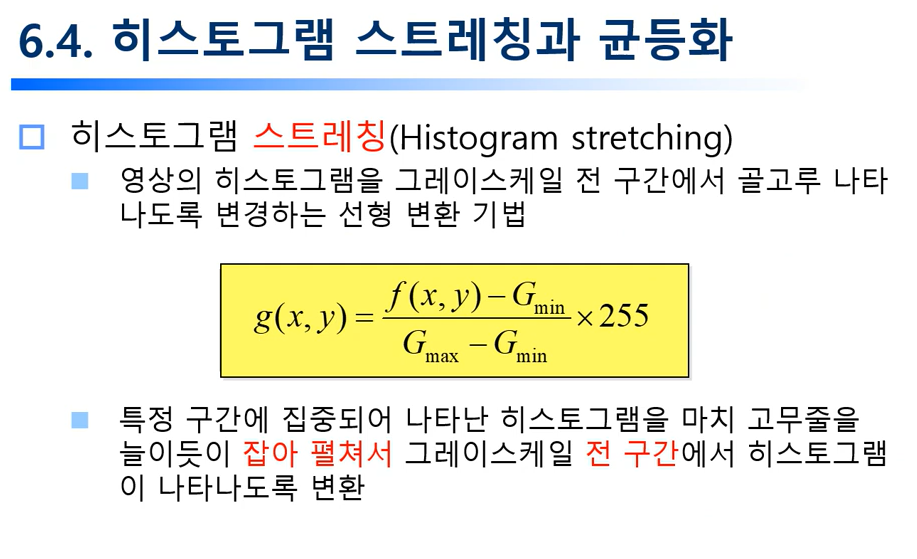 6.4. 히스토그램 스트레칭과 균등화
히스토그램 스트레칭(Histogram stretching)
영상의 히스토그램을 그레이스케일 전 구간에서 골고루 나타
나도록 변경하는 선형 변환 기법
g(x, y) = \frac{f(x, y) - G_{min}}{G_{max} - G_{min}} × 255
특정 구간에 집중되어 나타난 히스토그램을 마치 고무줄을
늘이듯이 잡아 펼쳐서 그레이스케일 전 구간에서 히스토그램
이 나타나도록 변환